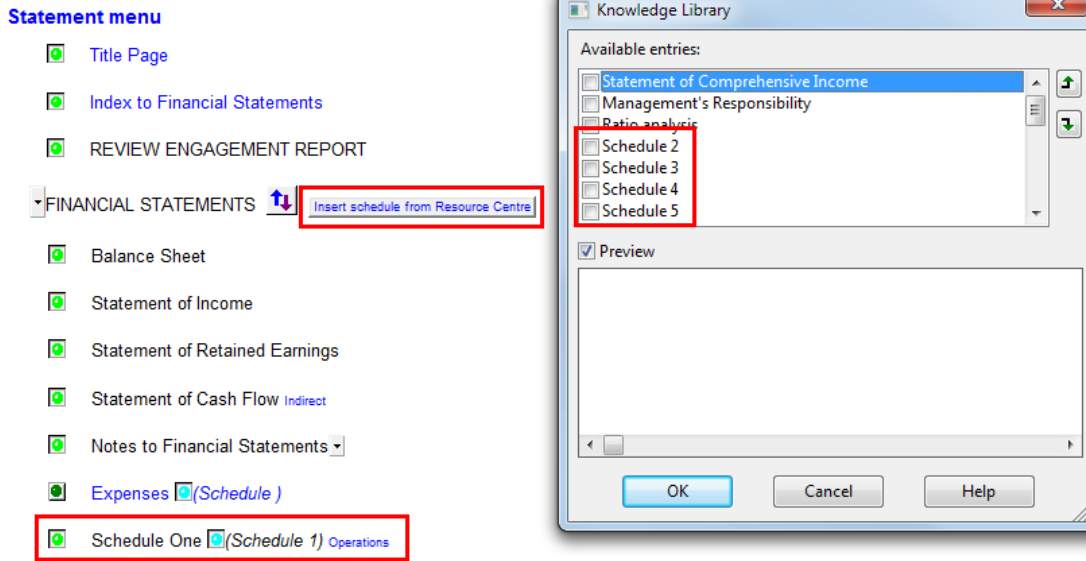 Statement menu
Title Page
Index to Financial Statements
REVIEW ENGAGEMENT REPORT
FINANCIAL STATEMENTS Insert schedule from Resource Centre
Balance Sheet
Statement of Income
Statement of Retained Earnings
Statement of Cash Flow Indirect
Notes to Financial Statements
Expenses (Schedule )
Schedule One (Schedule 1) Operations
Knowledge Library
Available entries:
Statement of Comprehensive Income
Management's Responsibility
Ratio analysis
Schedule 2
Schedule 3
Schedule 4
Schedule 5
Preview
OK Cancel Help